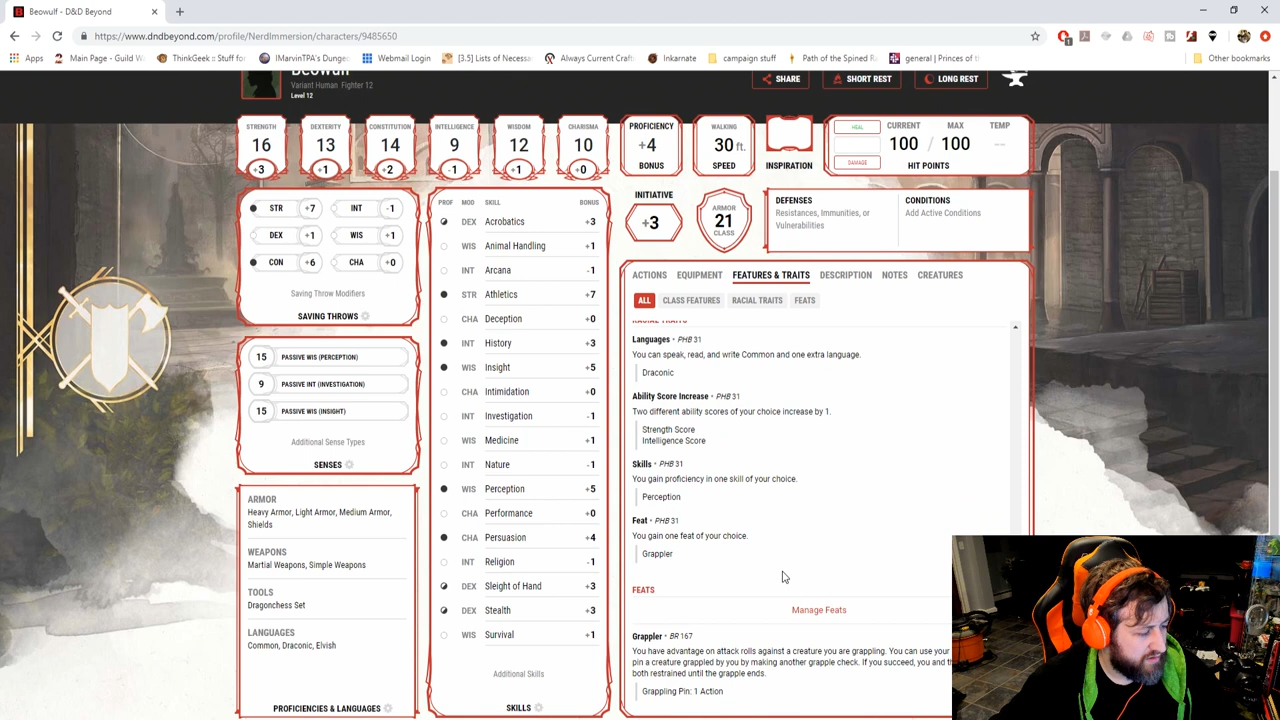 Beowulf - D&D Beyond
https://www.dndbeyond.com/profile/NerdImmersion/characters/9485650
Apps
Main Page - Guild W
ThinkGeek :: Stuff for
IMarvinTPA's Dunge
Webmail Login
[3.5] Lists of Necessa
Always Current Craft
Inkarnate
campaign stuff
Path of the Spined R
general | Princes of t
Other bookmarks
Beowulf
Variant Human Fighter 12
Level 12
SHARE
SHORT REST
LONG REST
STRENGTH
16
+3
DEXTERITY
13
+1
CONSTITUTION
14
+2
INTELLIGENCE
9
-1
WISDOM
12
+1
CHARISMA
10
+0
PROFICIENCY
+4
BONUS
WALKING
30 ft.
SPEED
INSPIRATION
HEAL
DAMAGE
CURRENT
MAX
TEMP
100 / 100
--
HIT POINTS
STR +7
INT -1
DEX +1
WIS +1
CON +6
CHA +0
Saving Throw Modifiers
SAVING THROWS
15 PASSIVE WIS (PERCEPTION)
9 PASSIVE INT (INVESTIGATION)
15 PASSIVE WIS (INSIGHT)
Additional Sense Types
SENSES
ARMOR
Heavy Armor, Light Armor, Medium Armor,
Shields
WEAPONS
Martial Weapons, Simple Weapons
TOOLS
Dragonchess Set
LANGUAGES
Common, Draconic, Elvish
PROFICIENCIES & LANGUAGES
PROF MOD SKILL BONUS
DEX Acrobatics +3
WIS Animal Handling +1
INT Arcana -1
STR Athletics +7
CHA Deception +0
INT History +3
WIS Insight +5
CHA Intimidation +0
INT Investigation -1
WIS Medicine +1
INT Nature -1
WIS Perception +5
CHA Performance +0
CHA Persuasion +4
INT Religion -1
DEX Sleight of Hand +3
DEX Stealth +3
WIS Survival +1
Additional Skills
SKILLS
INITIATIVE
+3
ARMOR
21
CLASS
DEFENSES
Resistances, Immunities, or
Vulnerabilities
CONDITIONS
Add Active Conditions
ACTIONS
EQUIPMENT
FEATURES & TRAITS
DESCRIPTION
NOTES
CREATURES
ALL
CLASS FEATURES
RACIAL TRAITS
FEATS
RACIAL TRAITS
Languages • PHB 31
You can speak, read, and write Common and one extra language.
Draconic
Ability Score Increase • PHB 31
Two different ability scores of your choice increase by 1.
Strength Score
Intelligence Score
Skills • PHB 31
You gain proficiency in one skill of your choice.
Perception
Feat • PHB 31
You gain one feat of your choice.
Grappler
FEATS
Manage Feats
Grappler • BR 167
You have advantage on attack rolls against a creature you are grappling. You can use your
pin a creature grappled by you by making another grapple check. If you succeed, you and th
both restrained until the grapple ends.
Grappling Pin: 1 Action